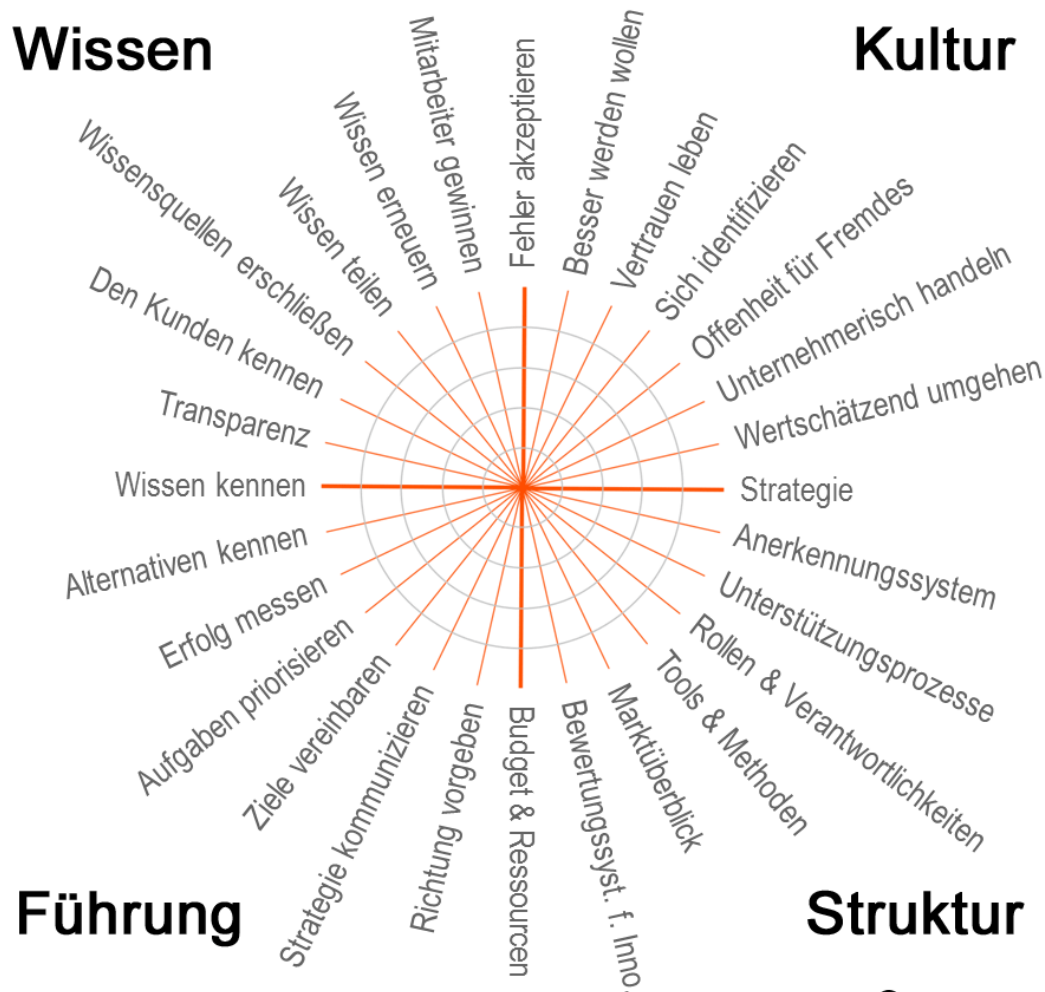 Wissen
Kultur
Fehler akzeptieren
Besser werden wollen
Vertrauen leben
Sich identifizieren
Offenheit für Fremdes
Unternehmerisch handeln
Wertschätzend umgehen
Strategie
Anerkennungssystem
Unterstützungsprozesse
Rollen & Verantwortlichkeiten
Tools & Methoden
Marktüberblick
Bewertungssyst. f. Inno.
Budget & Ressourcen
Richtung vorgeben
Strategie kommunizieren
Ziele vereinbaren
Aufgaben priorisieren
Erfolg messen
Alternativen kennen
Wissen kennen
Transparenz
Den Kunden kennen
Wissensquellen erschließen
Wissen teilen
Wissen erneuern
Mitarbeiter gewinnen
Führung
Struktur